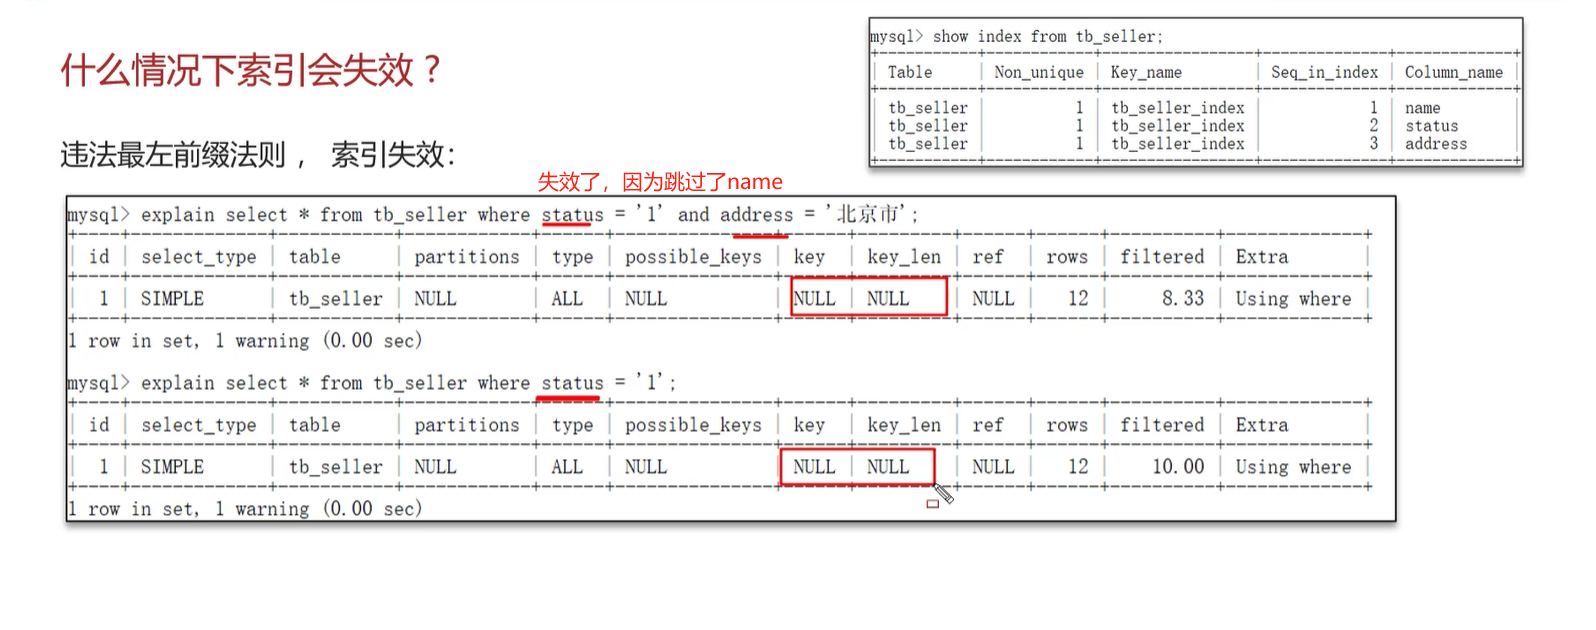 什么情况下索引会失效？
违法最左前缀法则， 索引失效：
mysql> show index from tb_seller;
Table | Non_unique | Key_name | Seq_in_index | Column_name
tb_seller | 1 | tb_seller_index | 1 | name
tb_seller | 1 | tb_seller_index | 2 | status
tb_seller | 1 | tb_seller_index | 3 | address
失效了，因为跳过了name
mysql> explain select * from tb_seller where status = '1' and address = '北京市';
id | select_type | table | partitions | type | possible_keys | key | key_len | ref | rows | filtered | Extra
1 | SIMPLE | tb_seller | NULL | ALL | NULL | NULL | NULL | NULL | 12 | 8.33 | Using where
1 row in set, 1 warning (0.00 sec)
mysql> explain select * from tb_seller where status = '1';
id | select_type | table | partitions | type | possible_keys | key | key_len | ref | rows | filtered | Extra
1 | SIMPLE | tb_seller | NULL | ALL | NULL | NULL | NULL | NULL | 12 | 10.00 | Using where
1 row in set, 1 warning (0.00 sec)